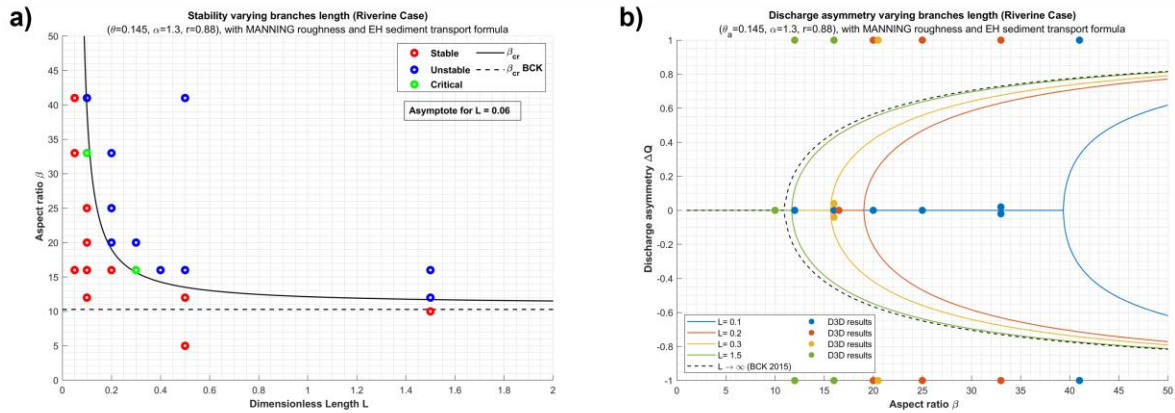 a)
Stability varying branches length (Riverine Case)
(θ=0.145, α=1.3, r=0.88), with MANNING roughness and EH sediment transport formula
Stable
Unstable
Critical
β_cr
β_cr BCK
Asymptote for L = 0.06
Aspect ratio β
50
45
40
35
30
25
20
15
10
5
0
0 0.2 0.4 0.6 0.8 1 1.2 1.4 1.6 1.8 2
Dimensionless Length L
b)
Discharge asymmetry varying branches length (Riverine Case)
(θ_a=0.145, α=1.3, r=0.88), with MANNING roughness and EH sediment transport formula
Discharge asymmetry ΔQ
1
0.8
0.6
0.4
0.2
0
-0.2
-0.4
-0.6
-0.8
-1
L= 0.1 D3D results
L= 0.2 D3D results
L= 0.3 D3D results
L= 1.5 D3D results
L → ∞ (BCK 2015)
0 5 10 15 20 25 30 35 40 45 50
Aspect ratio β